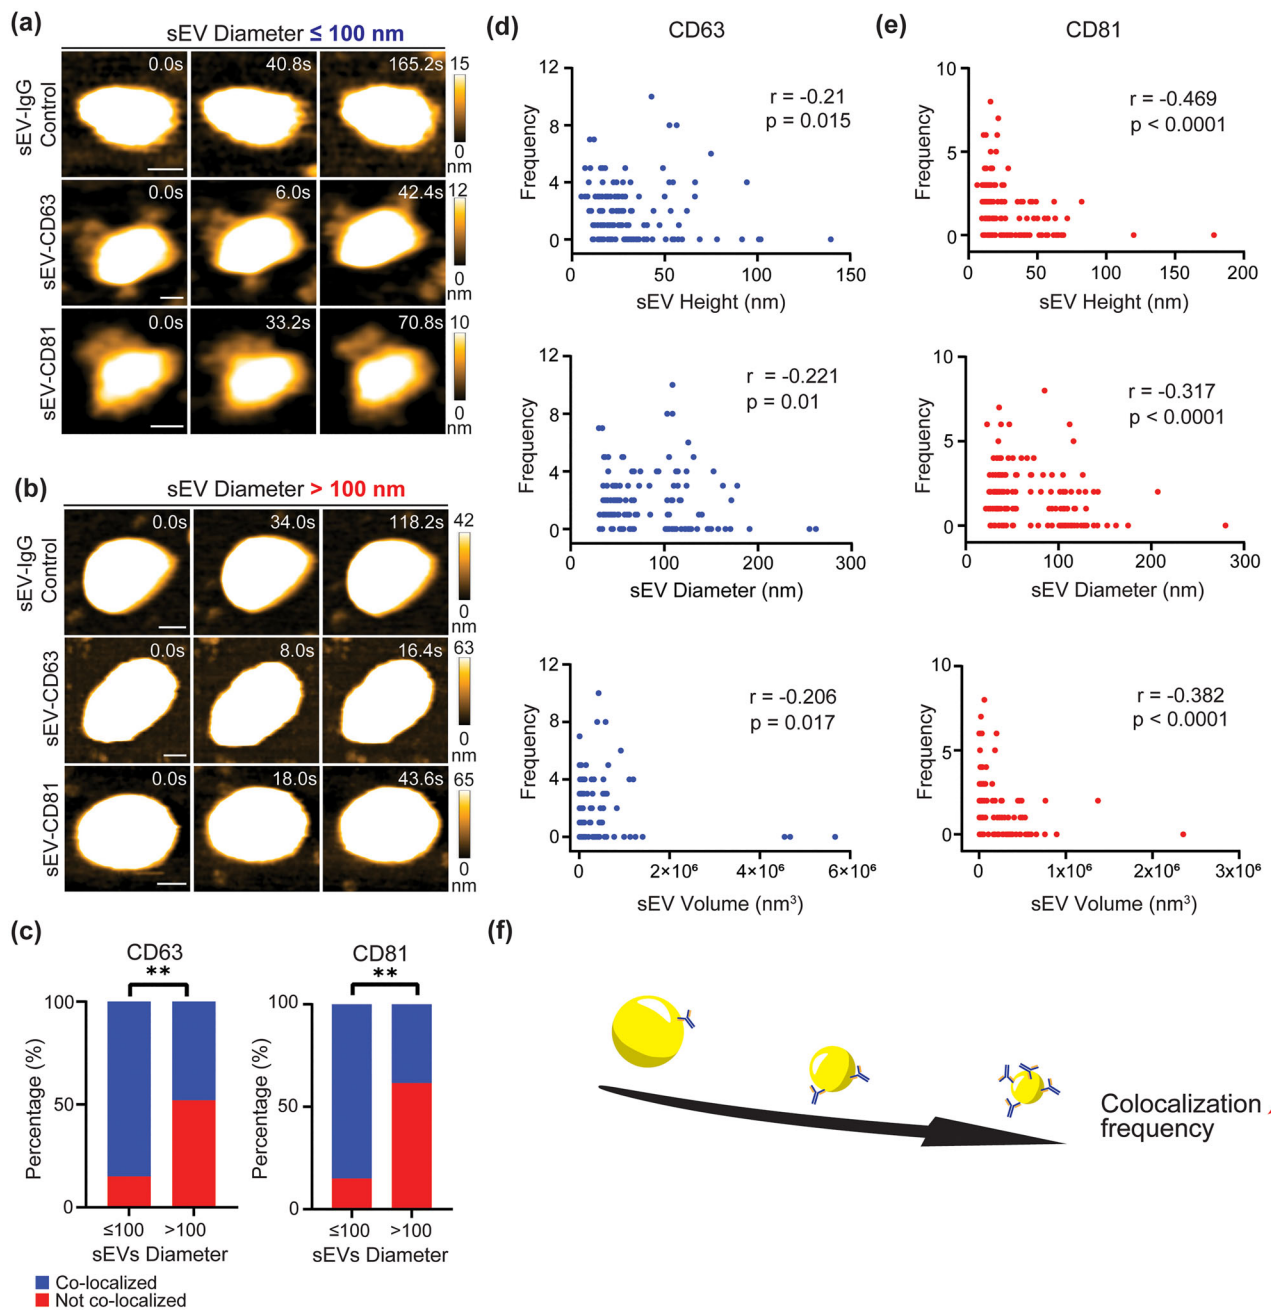 (a)
sEV Diameter ≤ 100 nm
sEV-IgG
Control
0.0s
40.8s
165.2s
15
0
nm
sEV-CD63
0.0s
6.0s
42.4s
12
0
nm
sEV-CD81
0.0s
33.2s
70.8s
10
0
nm
(b)
sEV Diameter > 100 nm
sEV-IgG
Control
0.0s
34.0s
118.2s
42
0
nm
sEV-CD63
0.0s
8.0s
16.4s
63
0
nm
sEV-CD81
0.0s
18.0s
43.6s
65
0
nm
(c)
CD63
**
Percentage (%)
100
50
0
≤100
>100
sEVs Diameter
CD81
**
Percentage (%)
100
50
0
≤100
>100
sEVs Diameter
Co-localized
Not co-localized
(d)
CD63
Frequency
12
8
4
0
r = -0.21
p = 0.015
0
50
100
150
sEV Height (nm)
Frequency
12
8
4
0
r = -0.221
p = 0.01
0
100
200
300
sEV Diameter (nm)
Frequency
12
8
4
0
r = -0.206
p = 0.017
0
2×10⁶
4×10⁶
6×10⁶
sEV Volume (nm³)
(e)
CD81
Frequency
10
5
0
r = -0.469
p < 0.0001
0
50
100
150
200
sEV Height (nm)
Frequency
10
5
0
r = -0.317
p < 0.0001
0
100
200
300
sEV Diameter (nm)
Frequency
10
5
0
r = -0.382
p < 0.0001
0
1×10⁶
2×10⁶
3×10⁶
sEV Volume (nm³)
(f)
Colocalization
frequency